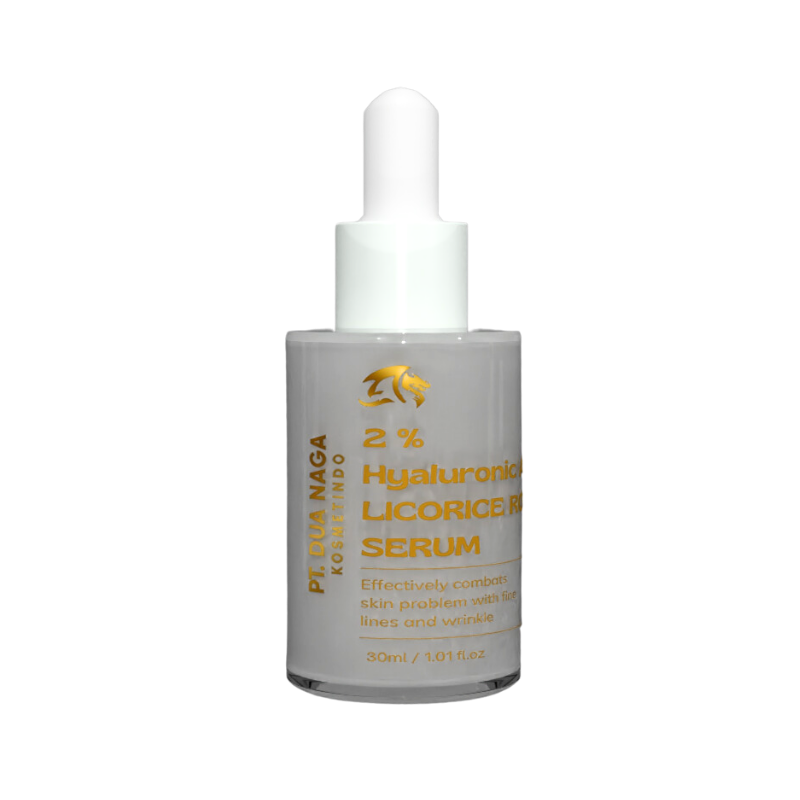 PT. DUA NAGA
KOSMETINDO
2 %
Hyaluronic
LICORICE
SERUM
Effectively combats
skin problem with fine
lines and wrinkle
30ml / 1.01 fl.oz